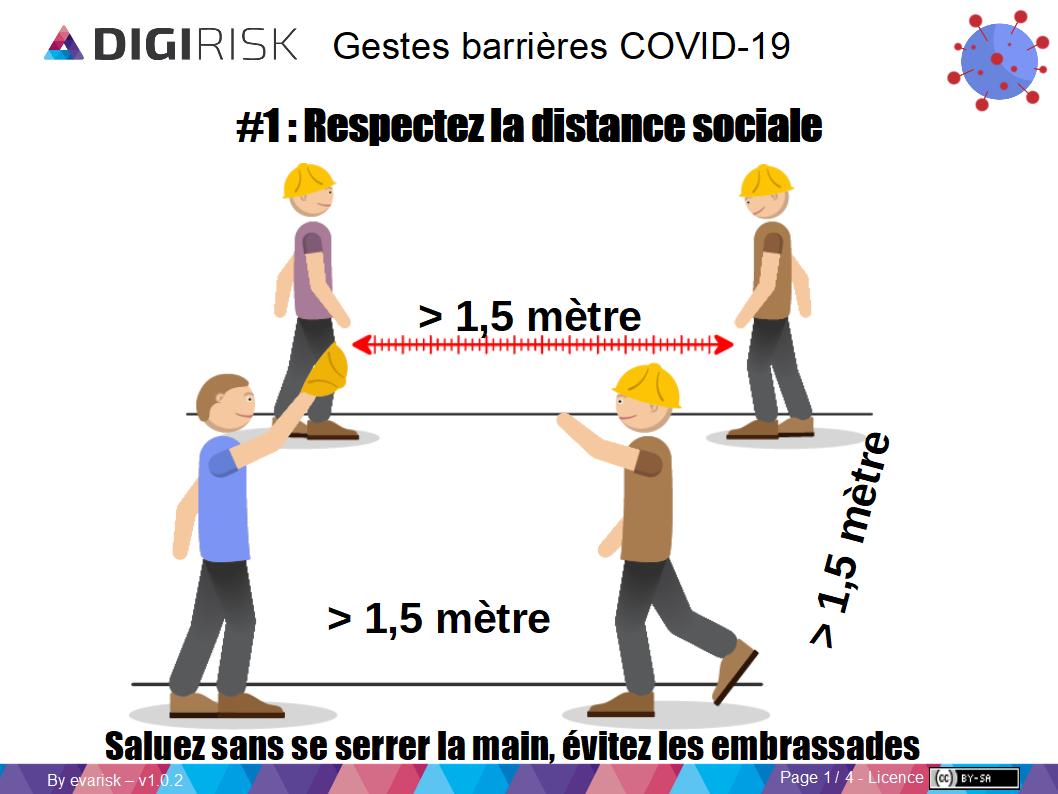 DIGIRISK
Gestes barrières COVID-19
#1 : Respectez la distance sociale
> 1,5 mètre
> 1,5 mètre
> 1,5 mètre
Saluez sans se serrer la main, évitez les embrassades
By evarisk – v1.0.2
Page 1 / 4 - Licence
(cc) BY-SA